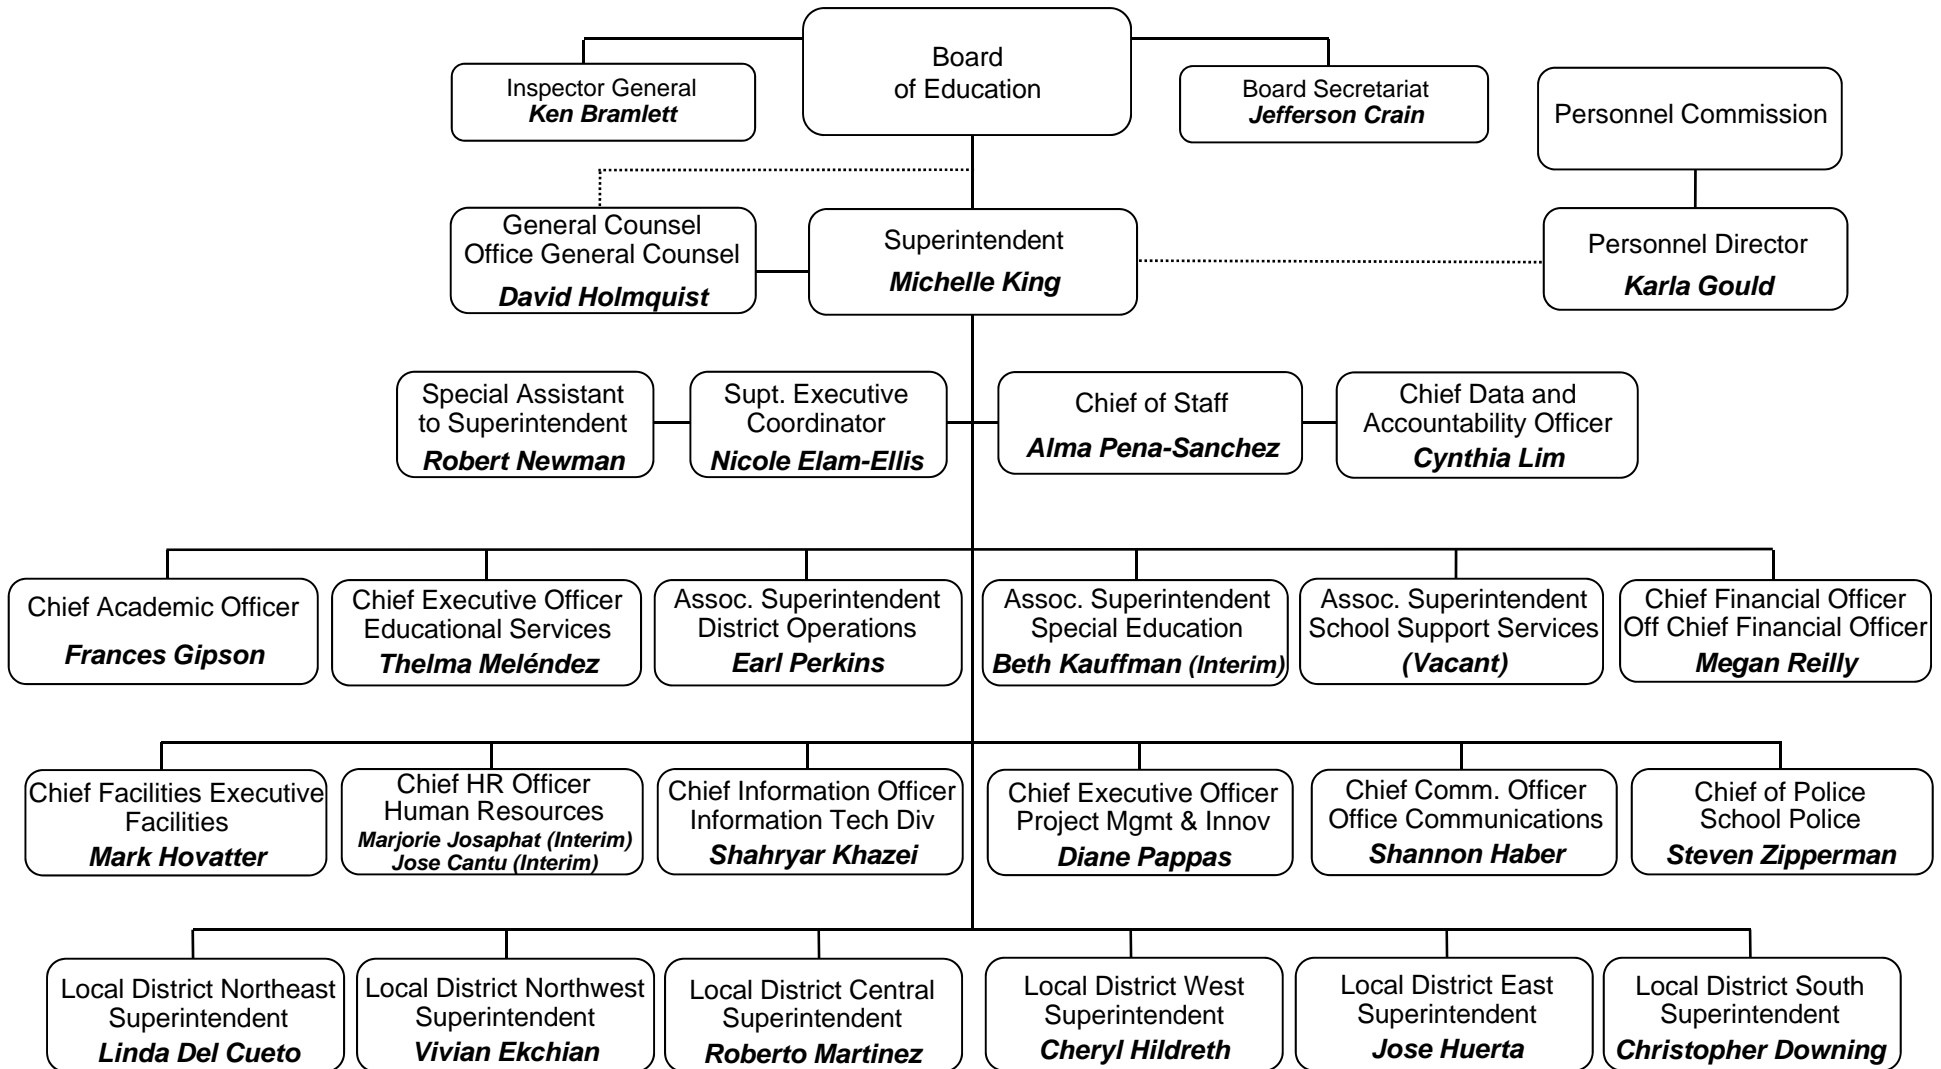 Board
of Education
Inspector General
Ken Bramlett
Board Secretariat
Jefferson Crain
Personnel Commission
General Counsel
Office General Counsel
David Holmquist
Superintendent
Michelle King
Personnel Director
Karla Gould
Special Assistant
to Superintendent
Robert Newman
Supt. Executive
Coordinator
Nicole Elam-Ellis
Chief of Staff
Alma Pena-Sanchez
Chief Data and
Accountability Officer
Cynthia Lim
Chief Academic Officer
Frances Gipson
Chief Executive Officer
Educational Services
Thelma Meléndez
Assoc. Superintendent
District Operations
Earl Perkins
Assoc. Superintendent
Special Education
Beth Kauffman (Interim)
Assoc. Superintendent
School Support Services
(Vacant)
Chief Financial Officer
Off Chief Financial Officer
Megan Reilly
Chief Facilities Executive
Facilities
Mark Hovatter
Chief HR Officer
Human Resources
Marjorie Josaphat (Interim)
Jose Cantu (Interim)
Chief Information Officer
Information Tech Div
Shahryar Khazei
Chief Executive Officer
Project Mgmt & Innov
Diane Pappas
Chief Comm. Officer
Office Communications
Shannon Haber
Chief of Police
School Police
Steven Zipperman
Local District Northeast
Superintendent
Linda Del Cueto
Local District Northwest
Superintendent
Vivian Ekchian
Local District Central
Superintendent
Roberto Martinez
Local District West
Superintendent
Cheryl Hildreth
Local District East
Superintendent
Jose Huerta
Local District South
Superintendent
Christopher Downing